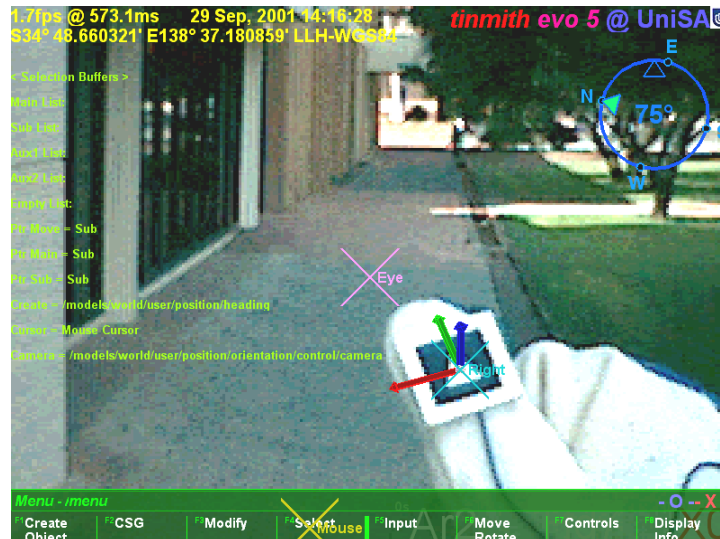 1.7fps @ 573.1ms 29 Sep, 2001 14:16:28 tinmith evo 5 @ UniSA
S34° 48.660321' E138° 37.180859' LLH-WGS84
< Selection Buffers >
Main List:
Sub List:
Aux1 List:
Aux2 List:
Empty List:
Ptr Move = Sub
Ptr Main = Sub
Ptr Sub = Sub
Create = /models/world/user/position/heading
Cursor = Mouse Cursor
Camera = /models/world/user/position/orientation/control/camera
E
N
75°
W
Eye
Right
Menu - /menu
- O -- X
F1 Create Object
F2 CSG
F3 Modify
F4 Select
Mouse
F5 Input
F6 Move Rotate
F7 Controls
F8 Display Info